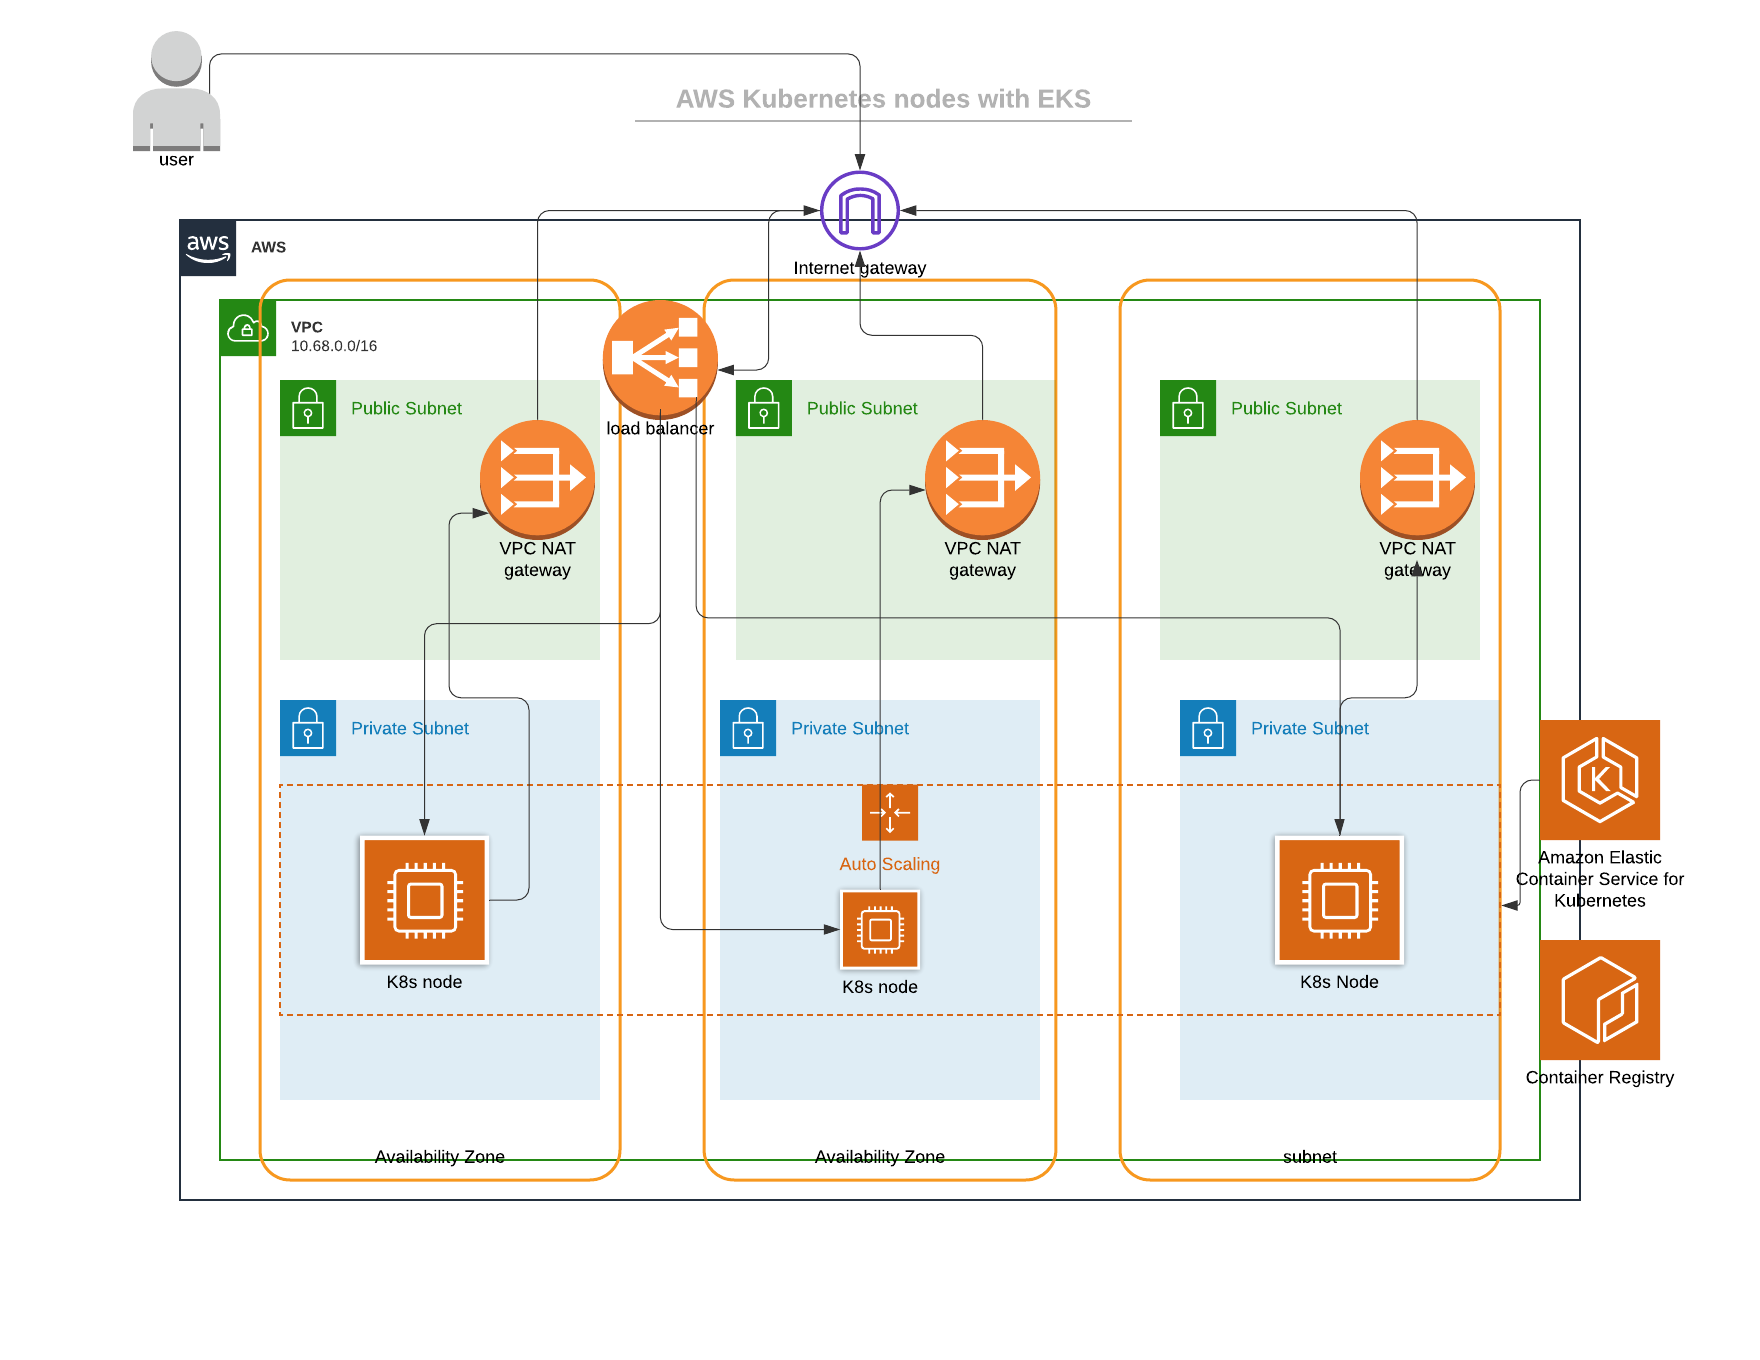 AWS Kubernetes nodes with EKS
user
aws
AWS
Internet gateway
VPC
10.68.0.0/16
load balancer
Public Subnet
Public Subnet
Public Subnet
VPC NAT
gateway
VPC NAT
gateway
VPC NAT
gateway
Private Subnet
Private Subnet
Private Subnet
K
Auto Scaling
Amazon Elastic
Container Service for
Kubernetes
K8s node
K8s node
K8s Node
Container Registry
Availability Zone
Availability Zone
subnet